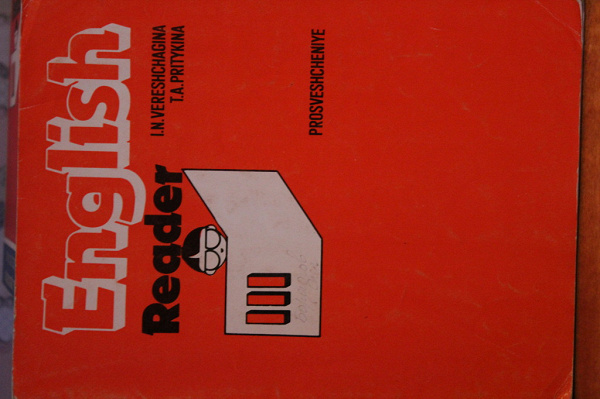 English
Reader
III
I.N.VERESHCHAGINA
T.A.PRITYKINA
PROSVESHCHENIYE